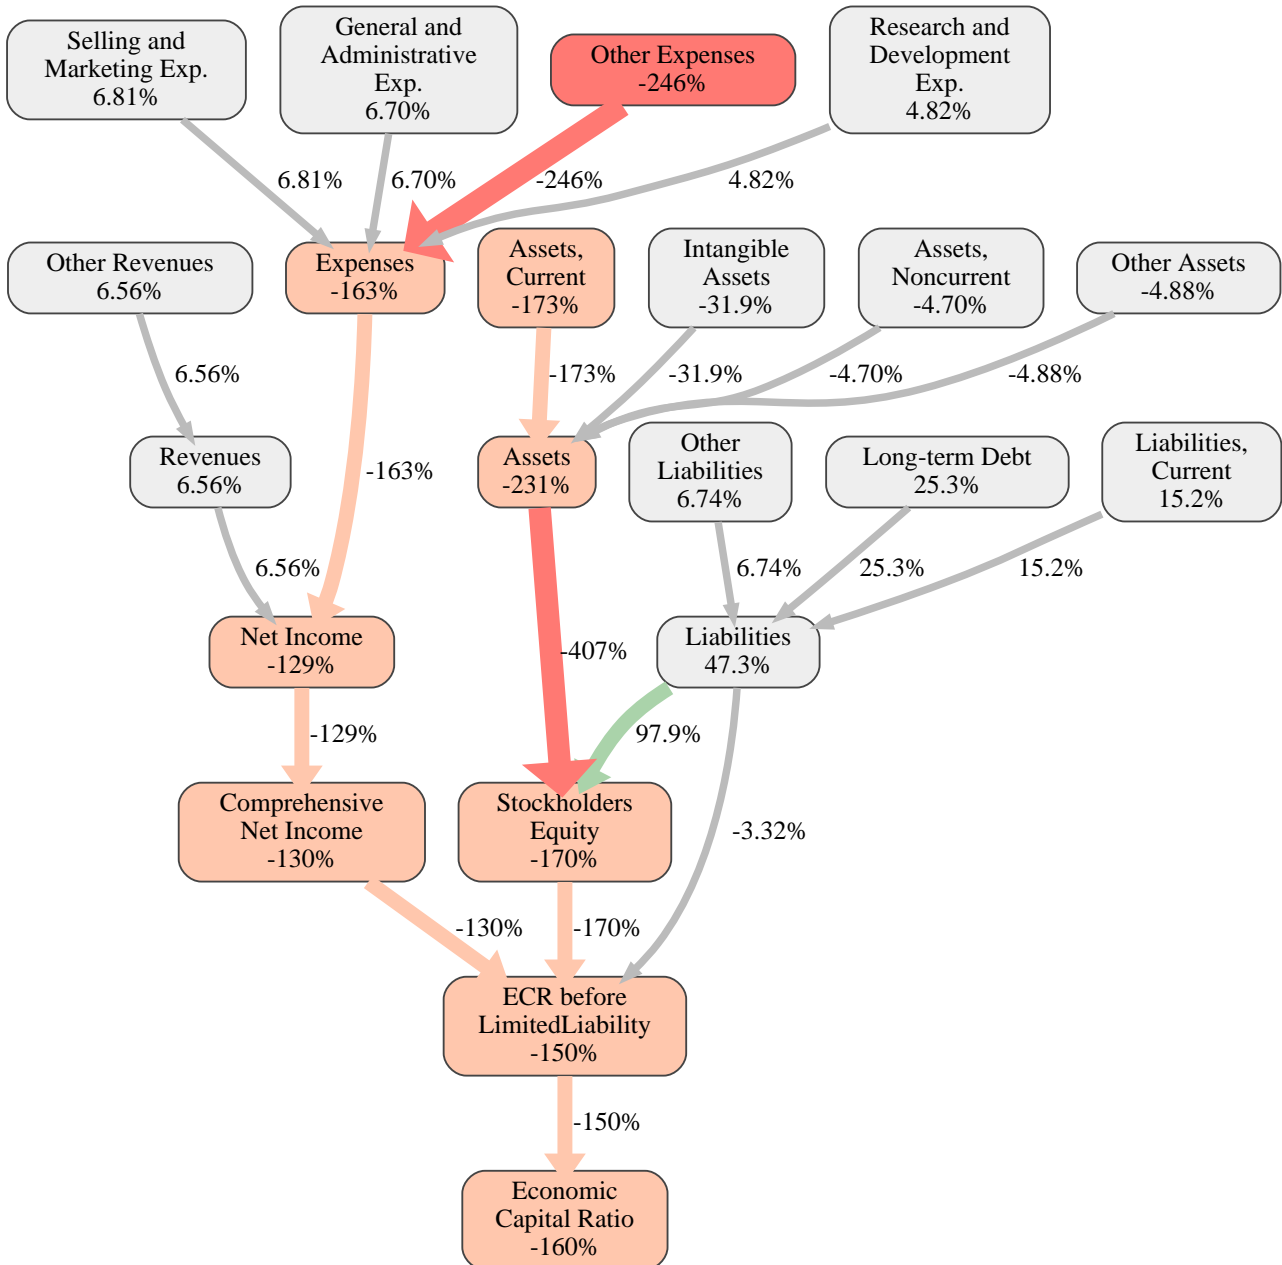 Selling and
Marketing Exp.
6.81%
General and
Administrative
Exp.
6.70%
Other Expenses
-246%
Research and
Development
Exp.
4.82%
6.81%
6.70%
-246%
4.82%
Other Revenues
6.56%
Expenses
-163%
Assets,
Current
-173%
Intangible
Assets
-31.9%
Assets,
Noncurrent
-4.70%
Other Assets
-4.88%
6.56%
-173%
-31.9%
-4.70%
-4.88%
Revenues
6.56%
-163%
Assets
-231%
Other
Liabilities
6.74%
Long-term Debt
25.3%
Liabilities,
Current
15.2%
6.56%
6.74%
25.3%
15.2%
Net Income
-129%
-407%
Liabilities
47.3%
-129%
97.9%
Comprehensive
Net Income
-130%
Stockholders
Equity
-170%
-3.32%
-130%
-170%
ECR before
LimitedLiability
-150%
-150%
Economic
Capital Ratio
-160%